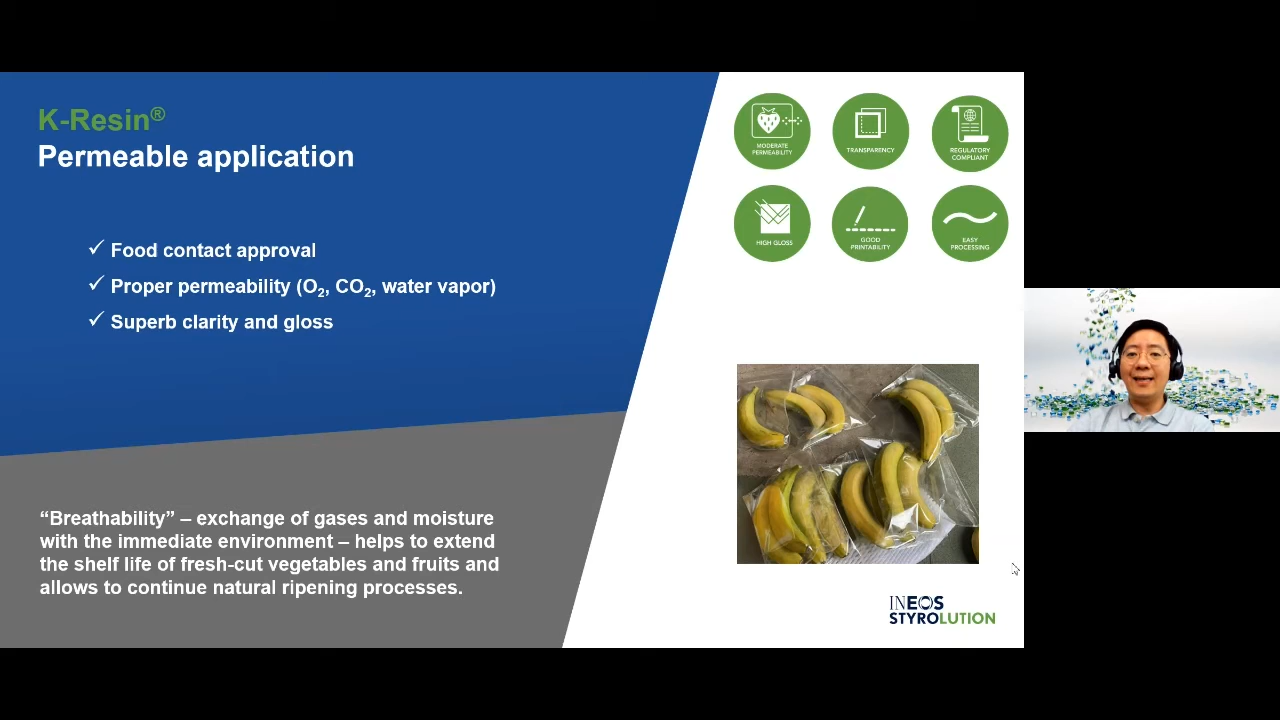 K-Resin®
Permeable application
✓ Food contact approval
✓ Proper permeability (O₂, CO₂, water vapor)
✓ Superb clarity and gloss
“Breathability” – exchange of gases and moisture
with the immediate environment – helps to extend
the shelf life of fresh-cut vegetables and fruits and
allows to continue natural ripening processes.
MODERATE
PERMEABILITY
TRANSPARENCY
REGULATORY
COMPLIANT
HIGH GLOSS
GOOD
PRINTABILITY
EASY
PROCESSING
INEOS
STYROLUTION